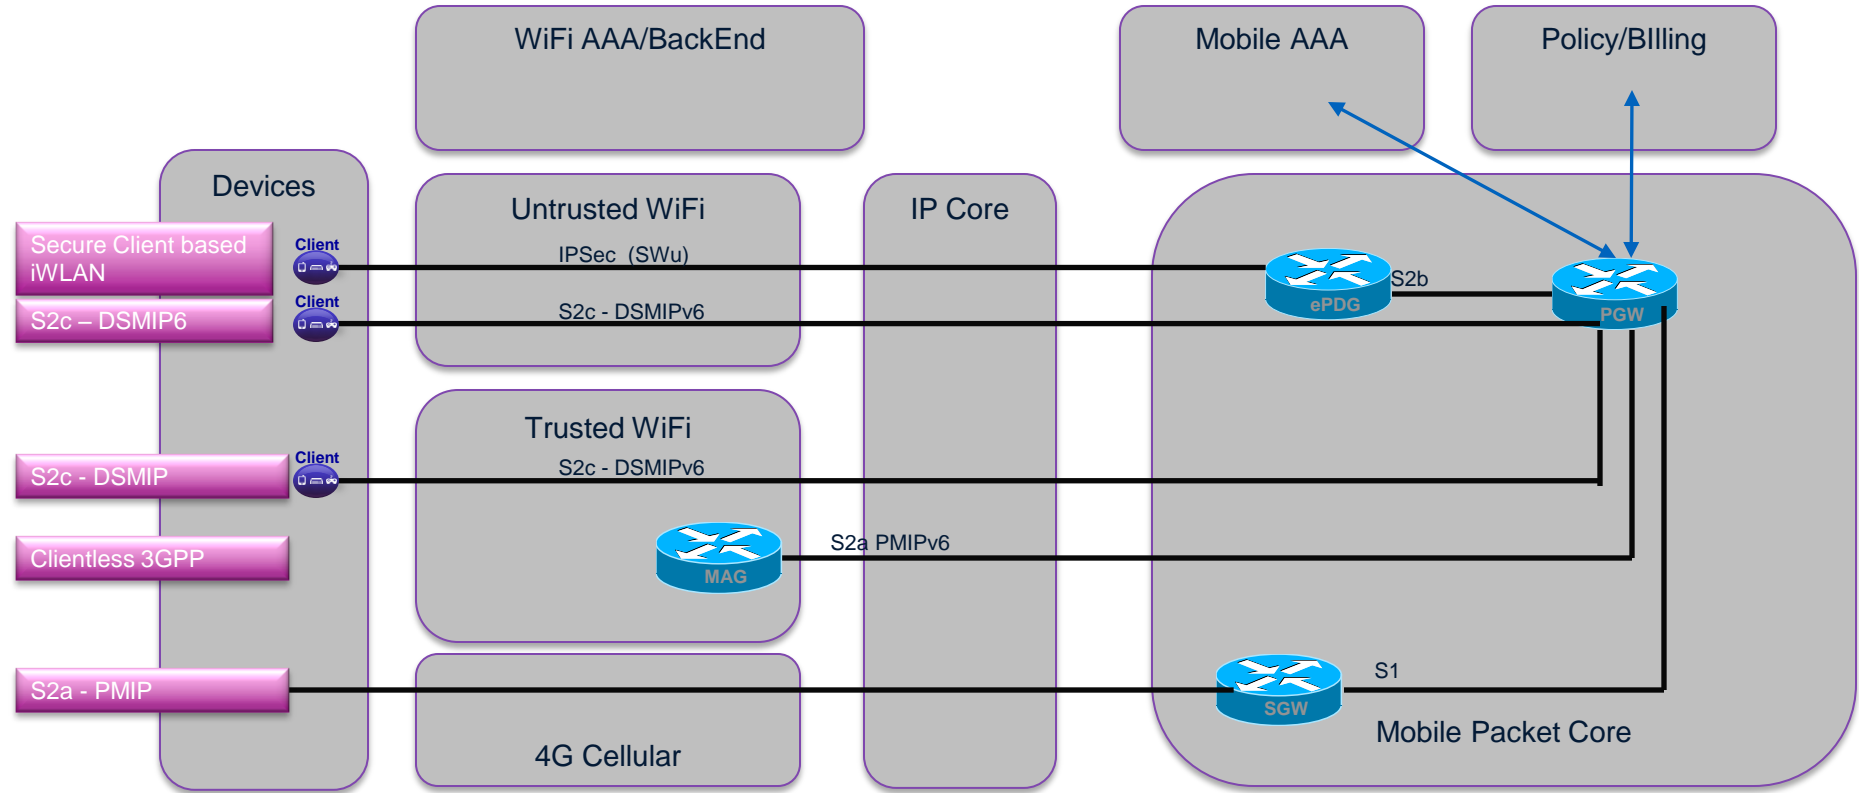 WiFi AAA/BackEnd
Mobile AAA
Policy/BIlling
Devices
Untrusted WiFi
IP Core
Secure Client based
iWLAN
Client
IPSec (SWu)
ePDG
S2b
PGW
S2c – DSMIP6
Client
S2c - DSMIPv6
Trusted WiFi
S2c - DSMIP
Client
S2c - DSMIPv6
Clientless 3GPP
MAG
S2a PMIPv6
S2a - PMIP
SGW
S1
4G Cellular
Mobile Packet Core